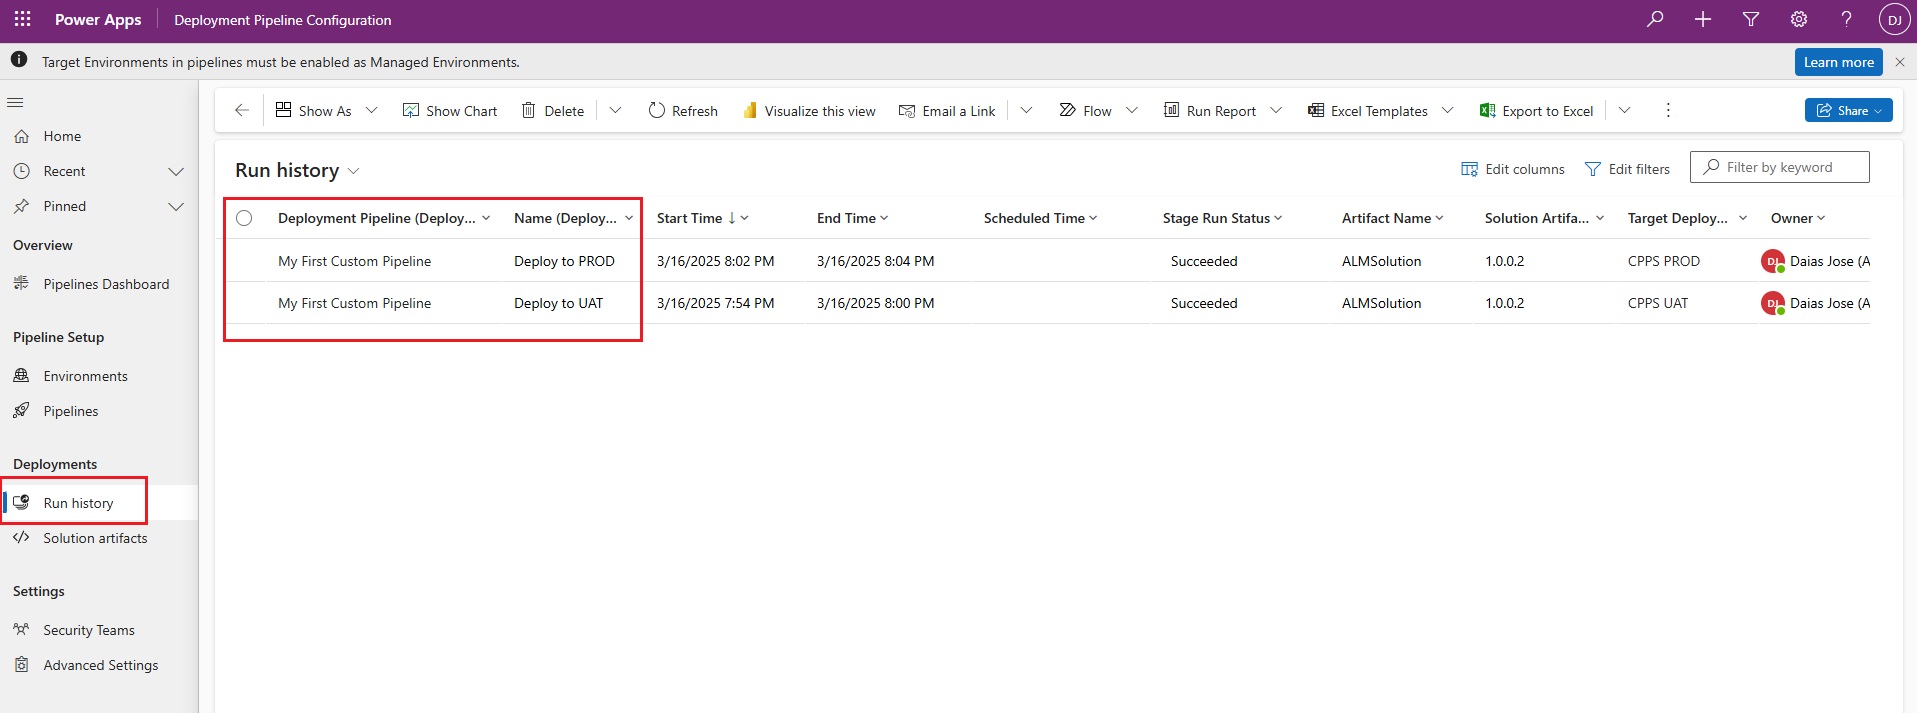 Power Apps
Deployment Pipeline Configuration
DJ
Target Environments in pipelines must be enabled as Managed Environments.
Learn more
Home
Recent
Pinned
Overview
Pipelines Dashboard
Pipeline Setup
Environments
Pipelines
Deployments
Run history
Solution artifacts
Settings
Security Teams
Advanced Settings
Show As
Show Chart
Delete
Refresh
Visualize this view
Email a Link
Flow
Run Report
Excel Templates
Export to Excel
Share
Run history
Edit columns
Edit filters
Filter by keyword
Deployment Pipeline (Deploy... Name (Deploy... Start Time End Time Scheduled Time Stage Run Status Artifact Name Solution Artifa... Target Deploy... Owner
My First Custom Pipeline Deploy to PROD 3/16/2025 8:02 PM 3/16/2025 8:04 PM Succeeded ALMSolution 1.0.0.2 CPPS PROD DJ Daias Jose (A
My First Custom Pipeline Deploy to UAT 3/16/2025 7:54 PM 3/16/2025 8:00 PM Succeeded ALMSolution 1.0.0.2 CPPS UAT DJ Daias Jose (A